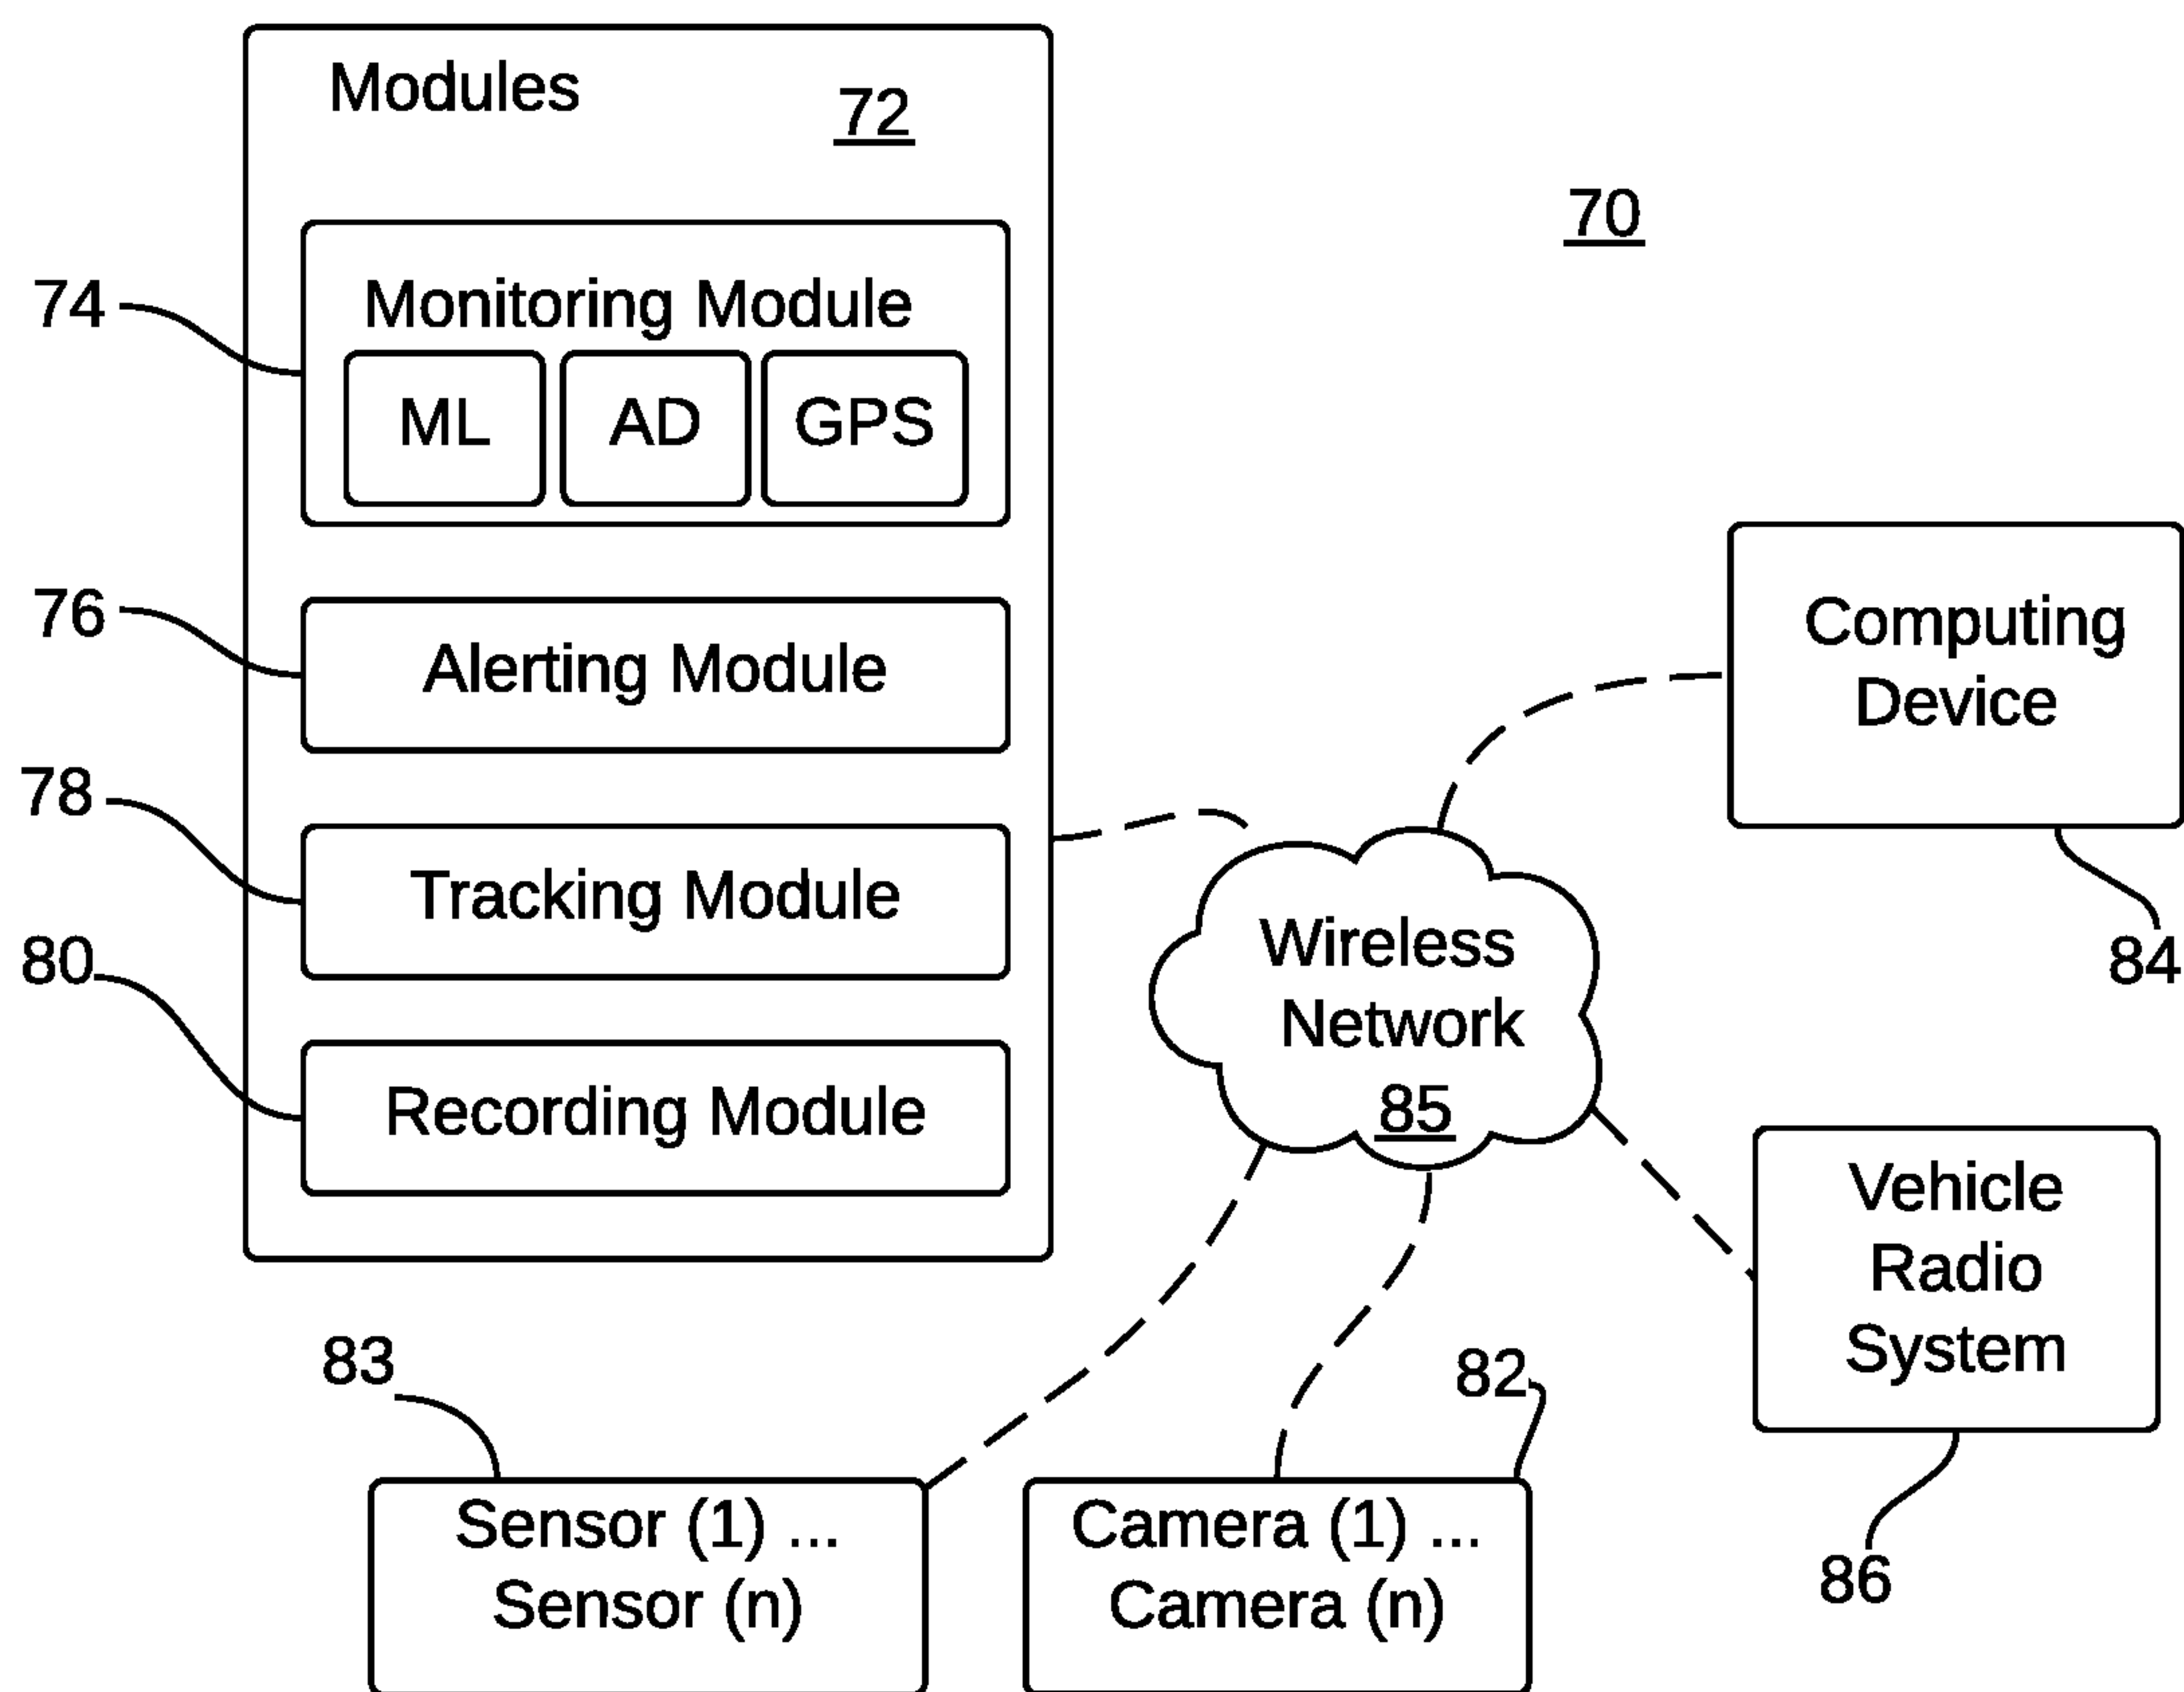 Modules
72
70
74
Monitoring Module
ML AD GPS
76
Alerting Module
78
Tracking Module
80
Recording Module
Computing
Device
84
Wireless
Network
85
Vehicle
Radio
System
86
83
Sensor (1) ...
Sensor (n)
82
Camera (1) ...
Camera (n)